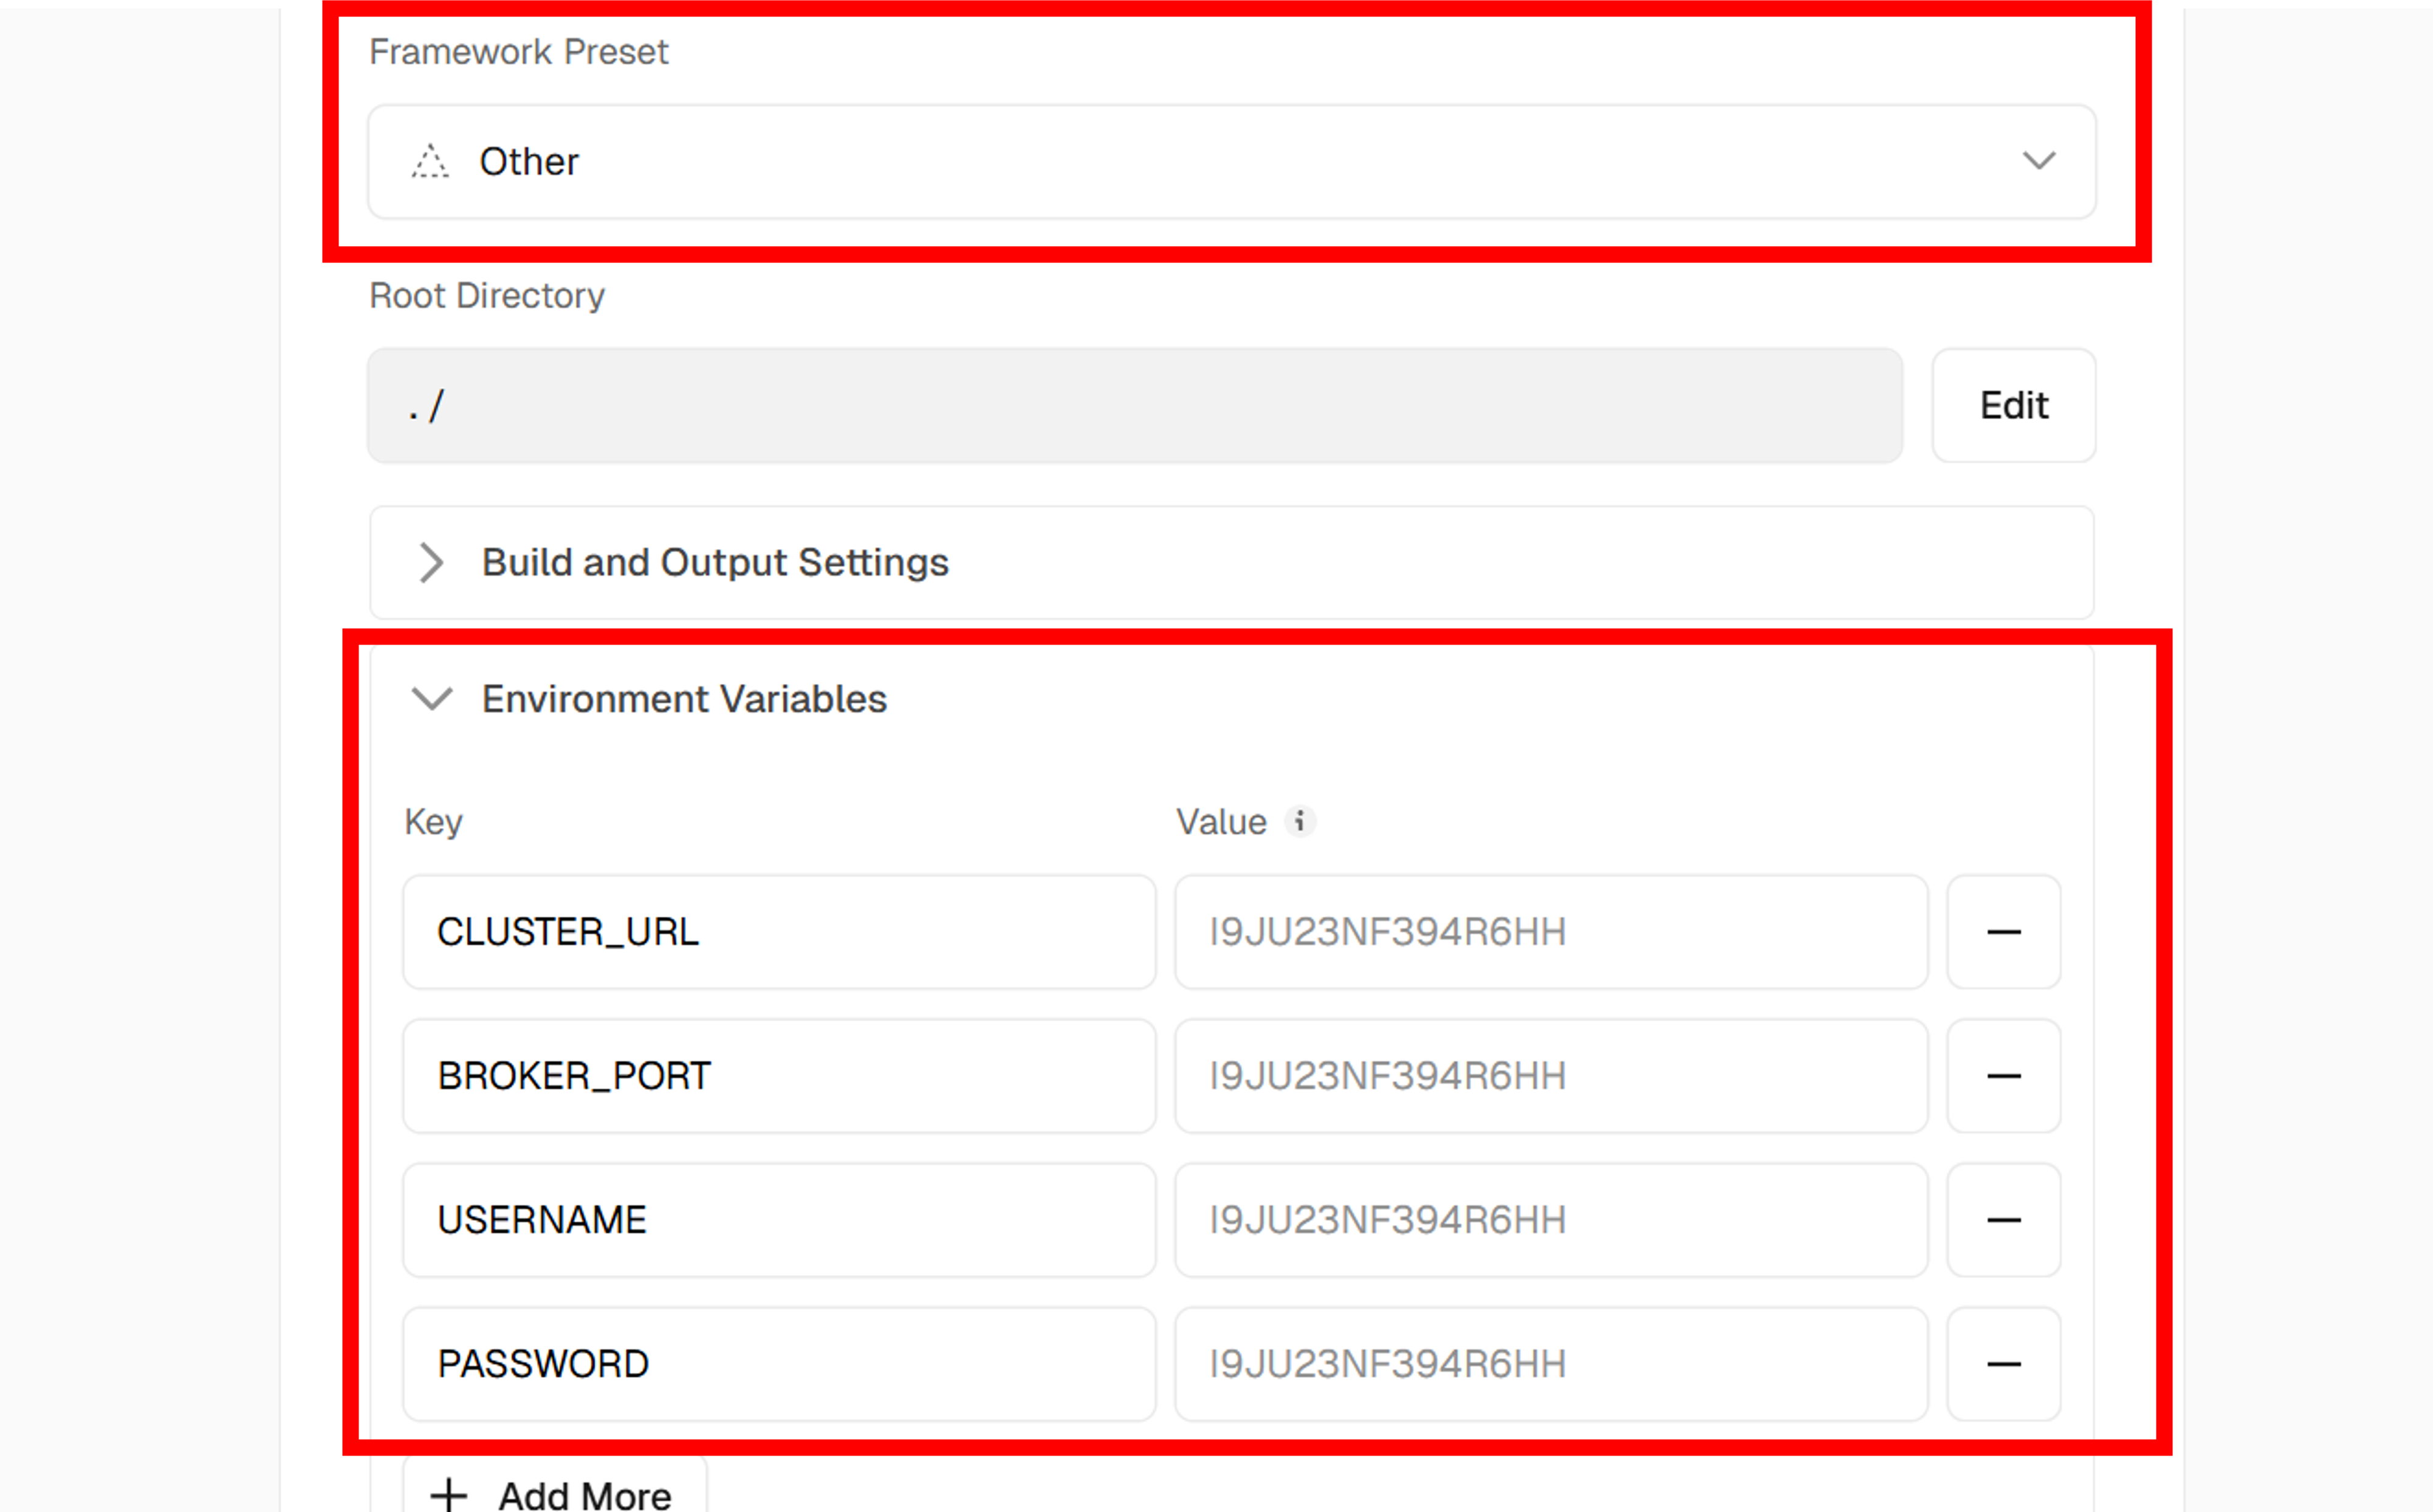 Framework Preset
Other
Root Directory
./
Edit
Build and Output Settings
Environment Variables
Key Value i
CLUSTER_URL I9JU23NF394R6HH
BROKER_PORT I9JU23NF394R6HH
USERNAME I9JU23NF394R6HH
PASSWORD I9JU23NF394R6HH
Add More